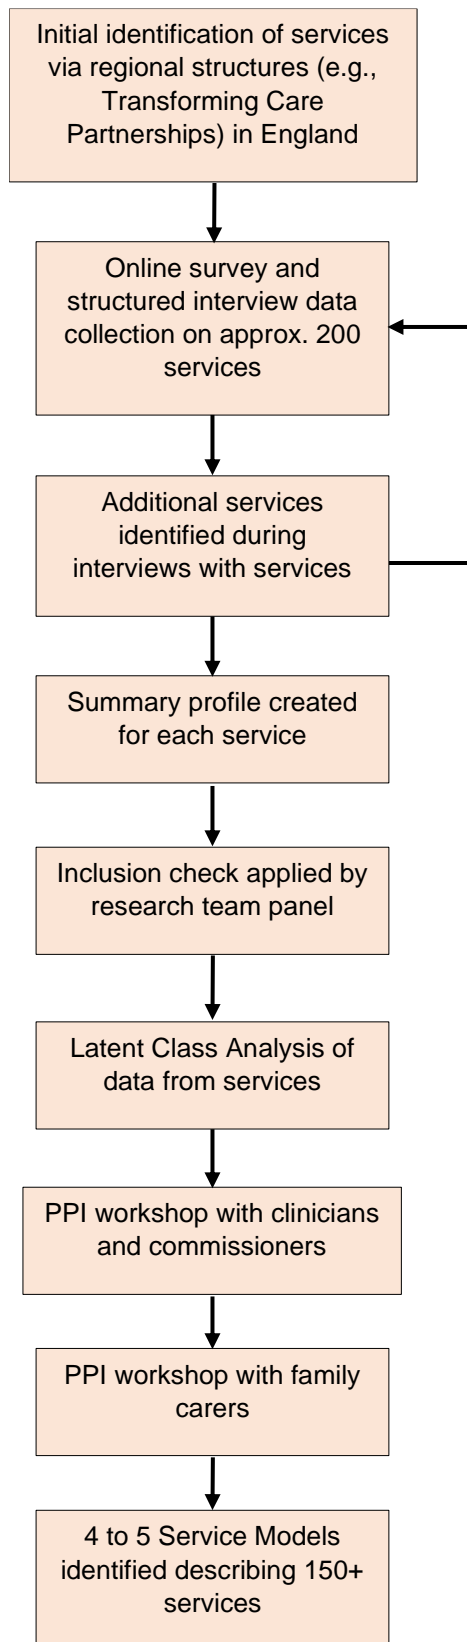 Initial identification of services
via regional structures (e.g.,
Transforming Care
Partnerships) in England
Online survey and
structured interview data
collection on approx. 200
services
Additional services
identified during
interviews with services
Summary profile created
for each service
Inclusion check applied by
research team panel
Latent Class Analysis of
data from services
PPI workshop with clinicians
and commissioners
PPI workshop with family
carers
4 to 5 Service Models
identified describing 150+
services